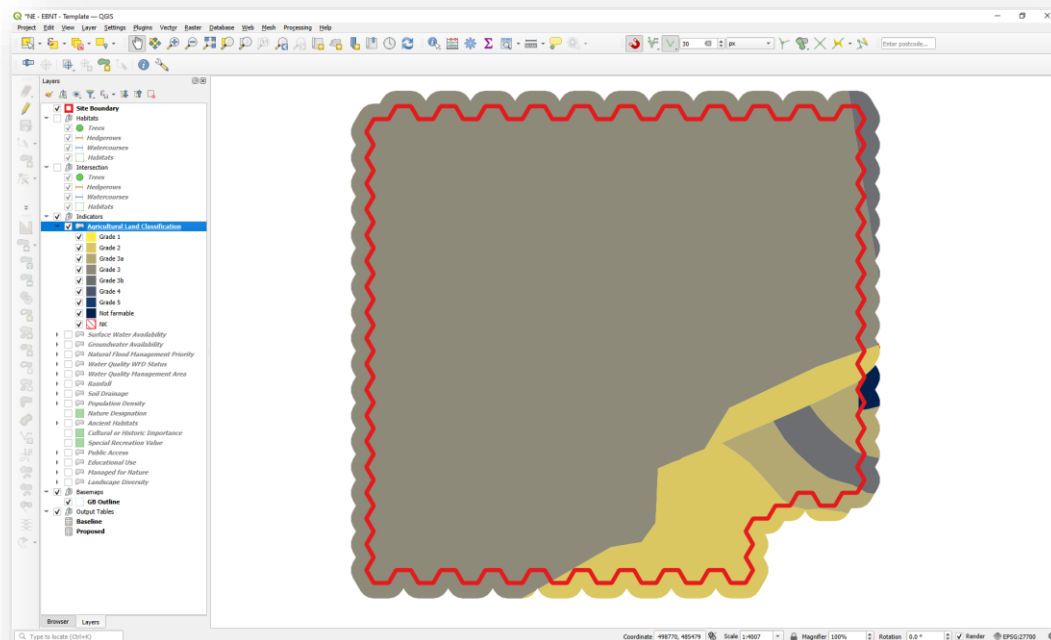 *NE - EBNT - Template — QGIS
Project Edit View Layer Settings Plugins Vector Raster Database Web Mesh Processing Help
30 px Enter postcode...
Layers
Site Boundary
Habitats
Trees
Hedgerows
Watercourses
Habitats
Intersection
Trees
Hedgerows
Watercourses
Habitats
Indicators
Agricultural Land Classification
Grade 1
Grade 2
Grade 3a
Grade 3
Grade 3b
Grade 4
Grade 5
Not farmable
NK
Surface Water Availability
Groundwater Availability
Natural Flood Management Priority
Water Quality WFD Status
Water Quality Management Area
Rainfall
Soil Drainage
Population Density
Nature Designation
Ancient Habitats
Cultural or Historic Importance
Special Recreation Value
Public Access
Educational Use
Managed for Nature
Landscape Diversity
Basemaps
GB Outline
Output Tables
Baseline
Proposed
Browser Layers
Type to locate (Ctrl+K) Coordinate 498770, 485479 Scale 1:4007 Magnifier 100% Rotation 0.0 ° Render EPSG:27700